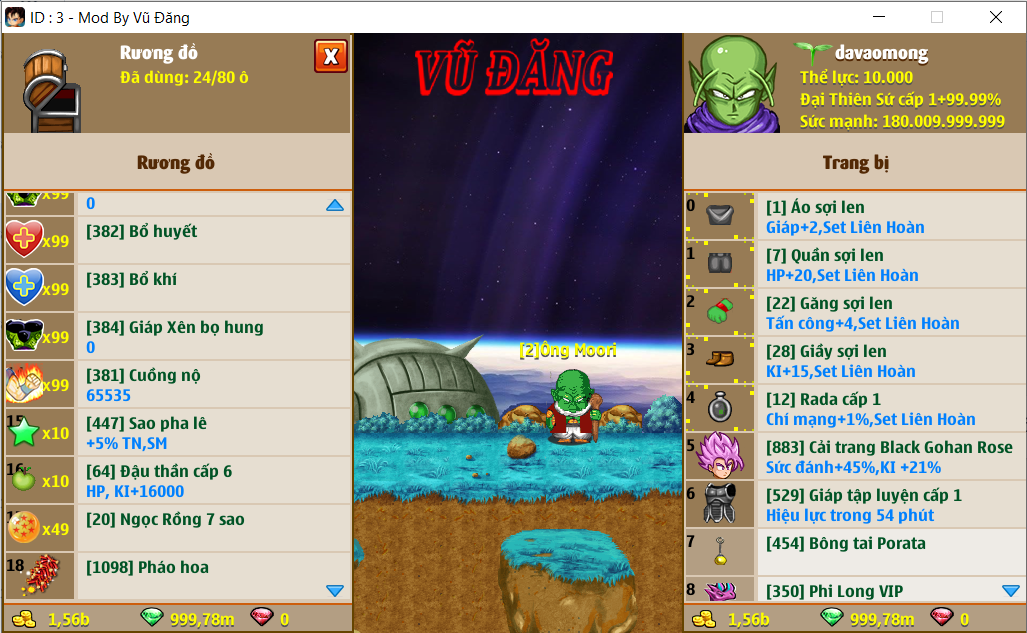 ID : 3 - Mod By Vũ Đăng
Rương đồ
Đã dùng: 24/80 ô
X
Rương đồ
x99
0
x99
[382] Bổ huyết
x99
[383] Bổ khí
x99
[384] Giáp Xên bọ hung
0
x99
[381] Cuồng nộ
65535
15
x10
[447] Sao pha lê
+5% TN,SM
16
x10
[64] Đậu thần cấp 6
HP, KI+16000
x49
[20] Ngọc Rồng 7 sao
18
[1098] Pháo hoa
1,56b
999,78m
0
VŨ ĐĂNG
[2]Ông Moori
davaomong
Thể lực: 10.000
Đại Thiên Sứ cấp 1+99.99%
Sức mạnh: 180.009.999.999
Trang bị
0
[1] Áo sợi len
Giáp+2,Set Liên Hoàn
1
[7] Quần sợi len
HP+20,Set Liên Hoàn
2
[22] Găng sợi len
Tấn công+4,Set Liên Hoàn
3
[28] Giầy sợi len
KI+15,Set Liên Hoàn
4
[12] Rada cấp 1
Chí mạng+1%,Set Liên Hoàn
5
[883] Cải trang Black Gohan Rose
Sức đánh+45%,KI +21%
6
[529] Giáp tập luyện cấp 1
Hiệu lực trong 54 phút
7
[454] Bông tai Porata
8
[350] Phi Long VIP
1,56b
999,78m
0